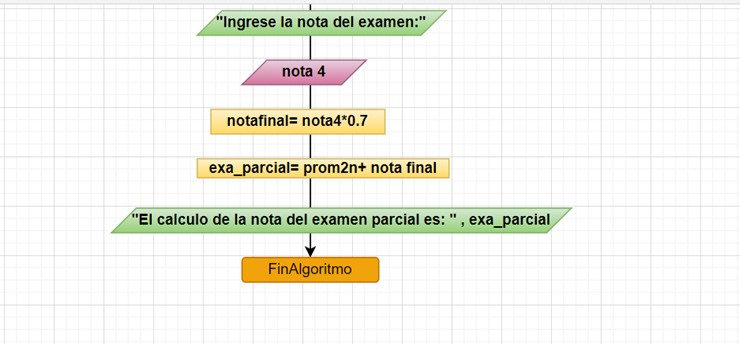 "Ingrese la nota del examen:"
nota 4
notafinal= nota4*0.7
exa_parcial= prom2n+ nota final
"El calculo de la nota del examen parcial es: " , exa_parcial
FinAlgoritmo